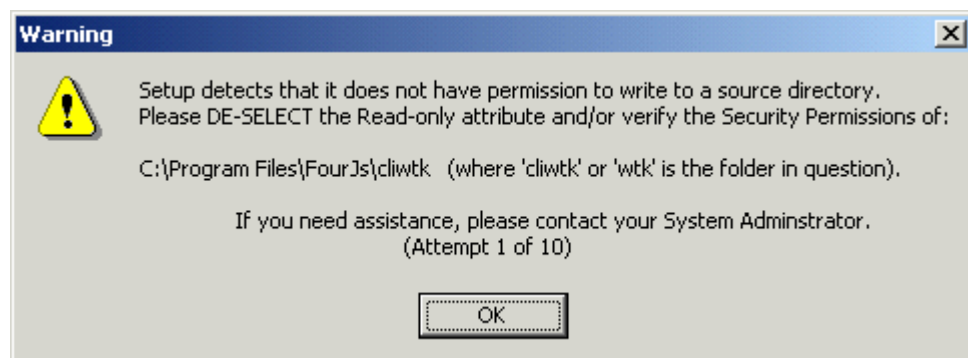 Warning
Setup detects that it does not have permission to write to a source directory.
Please DE-SELECT the Read-only attribute and/or verify the Security Permissions of:
C:\Program Files\FourJs\cliwtk (where 'cliwtk' or 'wtk' is the folder in question).
If you need assistance, please contact your System Adminstrator.
(Attempt 1 of 10)
OK